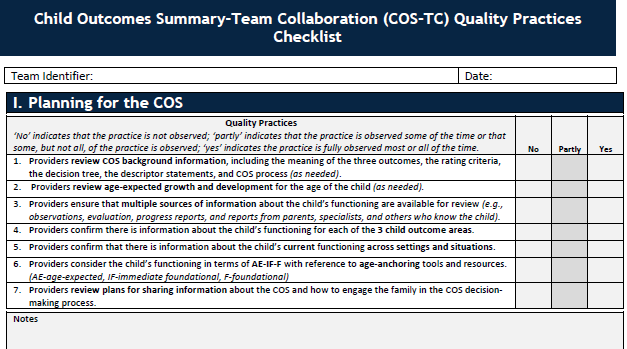 Child Outcomes Summary-Team Collaboration (COS-TC) Quality Practices
Checklist
Team Identifier:
Date:
I. Planning for the COS
Quality Practices
‘No’ indicates that the practice is not observed; ‘partly’ indicates that the practice is observed some of the time or that
some, but not all, of the practice is observed; ‘yes’ indicates the practice is fully observed most or all of the time.
No
Partly
Yes
1. Providers review COS background information, including the meaning of the three outcomes, the rating criteria,
the decision tree, the descriptor statements, and COS process (as needed).
2. Providers review age-expected growth and development for the age of the child (as needed).
3. Providers ensure that multiple sources of information about the child’s functioning are available for review (e.g.,
observations, evaluation, progress reports, and reports from parents, specialists, and others who know the child).
4. Providers confirm there is information about the child’s functioning for each of the 3 child outcome areas.
5. Providers confirm that there is information about the child’s current functioning across settings and situations.
6. Providers consider the child’s functioning in terms of AE-IF-F with reference to age-anchoring tools and resources.
(AE-age-expected, IF-immediate foundational, F-foundational)
7. Providers review plans for sharing information about the COS and how to engage the family in the COS decision-
making process.
Notes